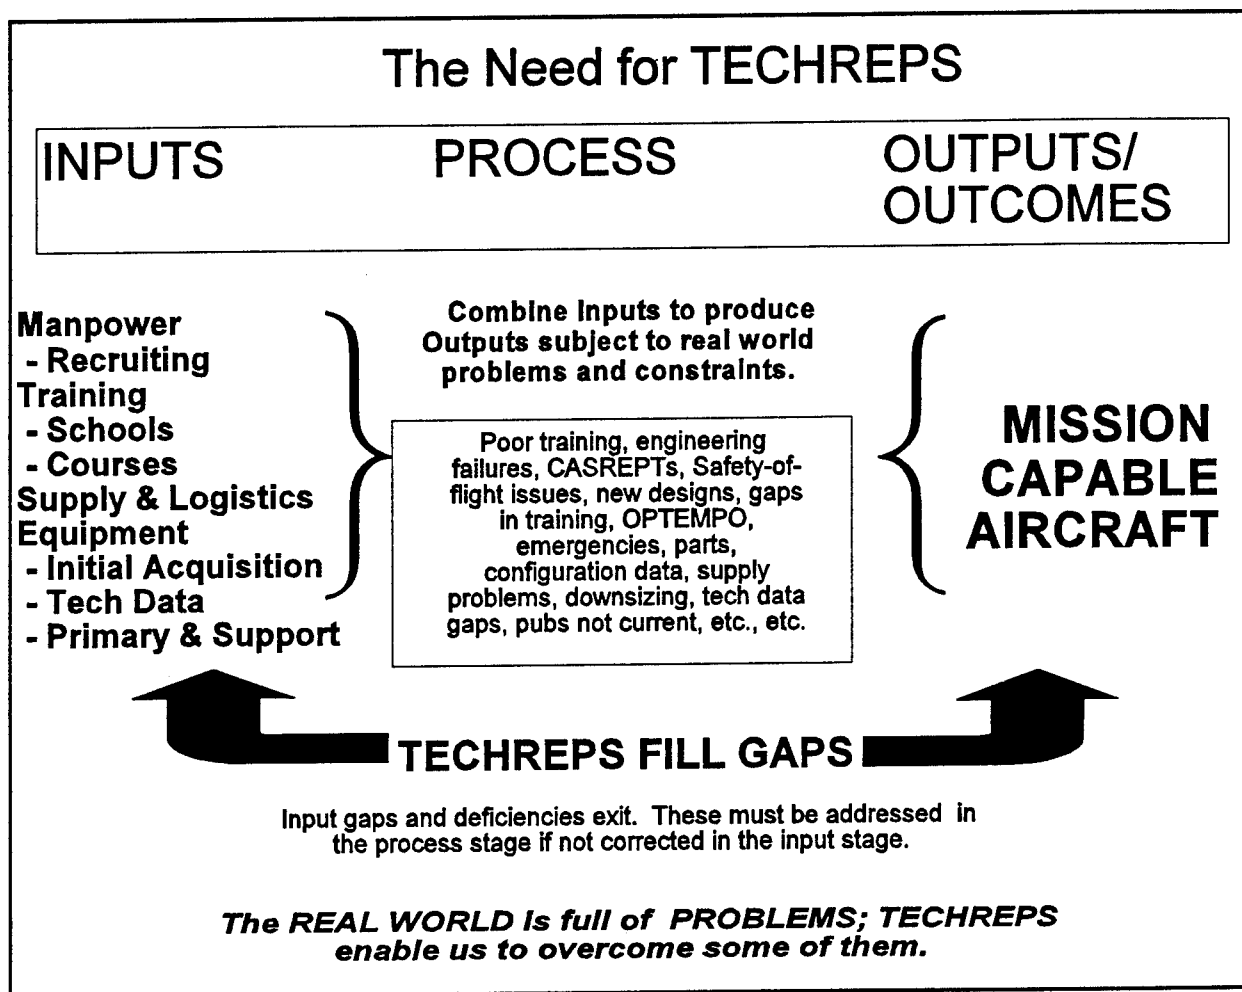 The Need for TECHREPS
INPUTS
PROCESS
OUTPUTS/
OUTCOMES
Manpower
- Recruiting
Training
- Schools
- Courses
Supply & Logistics
Equipment
- Initial Acquisition
- Tech Data
- Primary & Support
Combine Inputs to produce
Outputs subject to real world
problems and constraints.
Poor training, engineering
failures, CASREPTs, Safety-of-
flight issues, new designs, gaps
in training, OPTEMPO,
emergencies, parts,
configuration data, supply
problems, downsizing, tech data
gaps, pubs not current, etc., etc.
MISSION
CAPABLE
AIRCRAFT
TECHREPS FILL GAPS
Input gaps and deficiencies exit. These must be addressed in
the process stage if not corrected in the input stage.
The REAL WORLD is full of PROBLEMS; TECHREPS
enable us to overcome some of them.